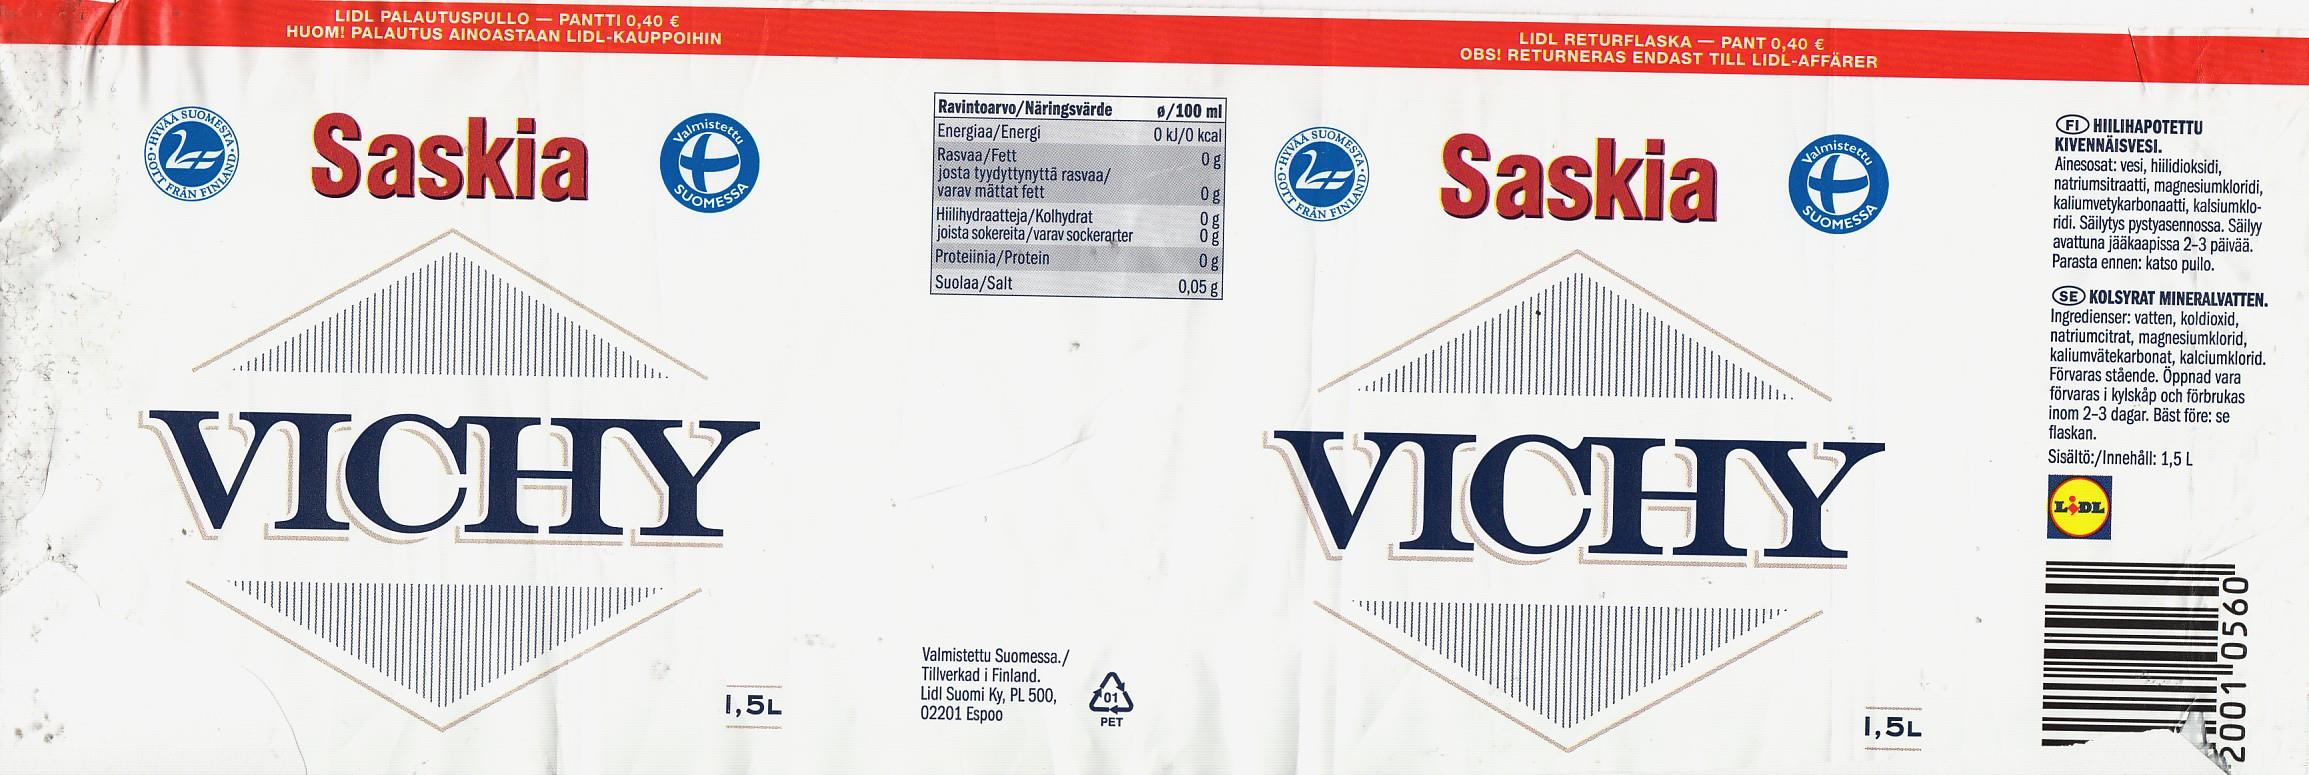 LIDL PALAUTUSPULLO — PANTTI 0,40 €
HUOM! PALAUTUS AINOASTAAN LIDL-KAUPPOIHIN
LIDL RETURFLASKA — PANT 0,40 €
OBS! RETURNERAS ENDAST TILL LIDL-AFFÄRER
·HYVÄÄ SUOMESTA·
GOTT FRÅN FINLAND
Saskia
Valmistettu
SUOMESSA
VICHY
1,5L
Ravintoarvo/Näringsvärde ø/100 ml
Energiaa/Energi 0 kJ/0 kcal
Rasvaa/Fett 0 g
josta tyydyttynyttä rasvaa/
varav mättat fett 0 g
Hiilihydraatteja/Kolhydrat 0 g
joista sokereita/varav sockerarter 0 g
Proteiinia/Protein 0 g
Suolaa/Salt 0,05 g
Valmistettu Suomessa./
Tillverkad i Finland.
Lidl Suomi Ky, PL 500,
02201 Espoo
01
PET
·HYVÄÄ SUOMESTA·
GOTT FRÅN FINLAND
Saskia
Valmistettu
SUOMESSA
VICHY
1,5L
FI HIILIHAPOTETTU
KIVENNÄISVESI.
Ainesosat: vesi, hiilidioksidi,
natriumsitraatti, magnesiumkloridi,
kaliumvetykarbonaatti, kalsiumklo-
ridi. Säilytys pystyasennossa. Säilyy
avattuna jääkaapissa 2–3 päivää.
Parasta ennen: katso pullo.
SE KOLSYRAT MINERALVATTEN.
Ingredienser: vatten, koldioxid,
natriumcitrat, magnesiumklorid,
kaliumvätekarbonat, kalciumklorid.
Förvaras stående. Öppnad vara
förvaras i kylskåp och förbrukas
inom 2–3 dagar. Bäst före: se
flaskan.
Sisältö:/Innehåll: 1,5 L
LIDL
20010560